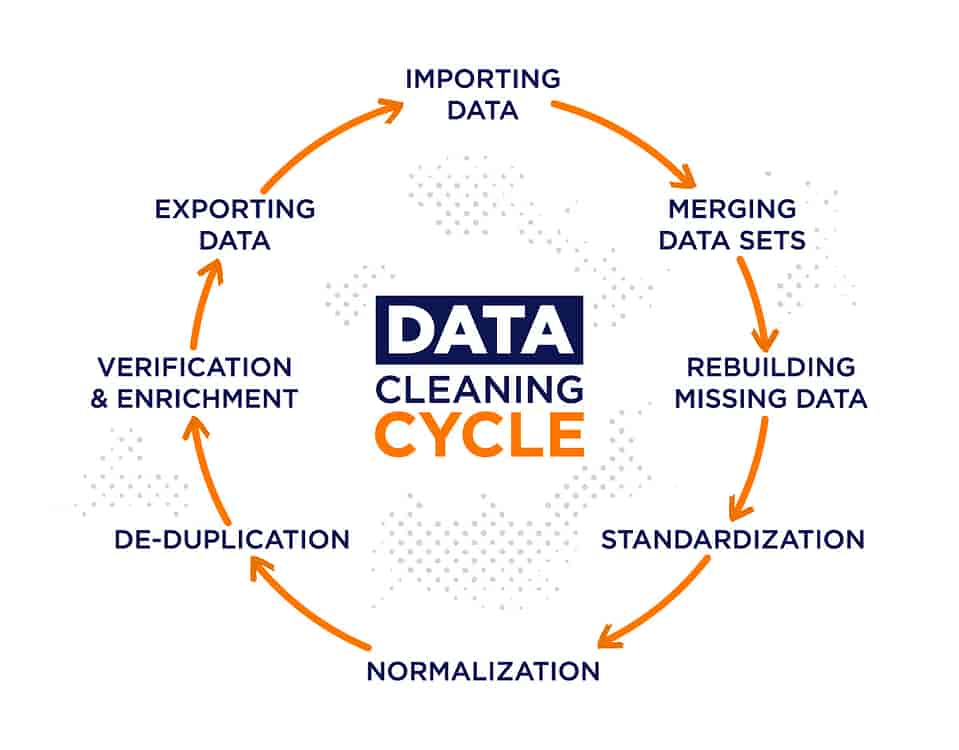 IMPORTING
DATA
MERGING
DATA SETS
REBUILDING
MISSING DATA
STANDARDIZATION
NORMALIZATION
DE-DUPLICATION
VERIFICATION
& ENRICHMENT
EXPORTING
DATA
DATA
CLEANING
CYCLE